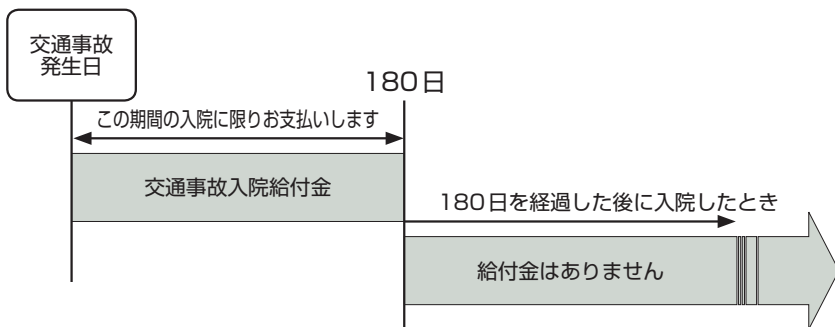 交通事故
発生日
180日
この期間の入院に限りお支払いします
交通事故入院給付金
180日を経過した後に入院したとき
給付金はありません